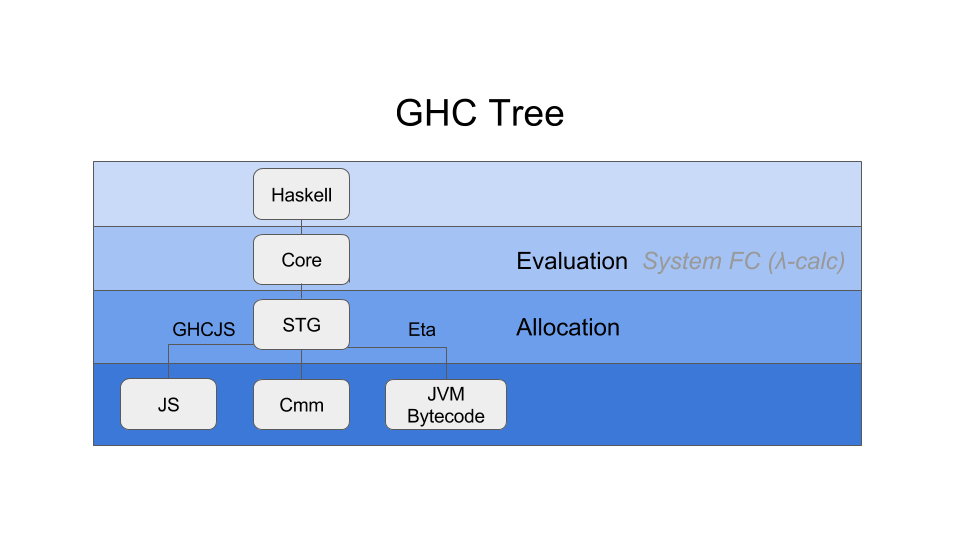 GHC Tree
Haskell
Core
Evaluation System FC (λ-calc)
GHCJS
STG
Eta
Allocation
JS
Cmm
JVM
Bytecode